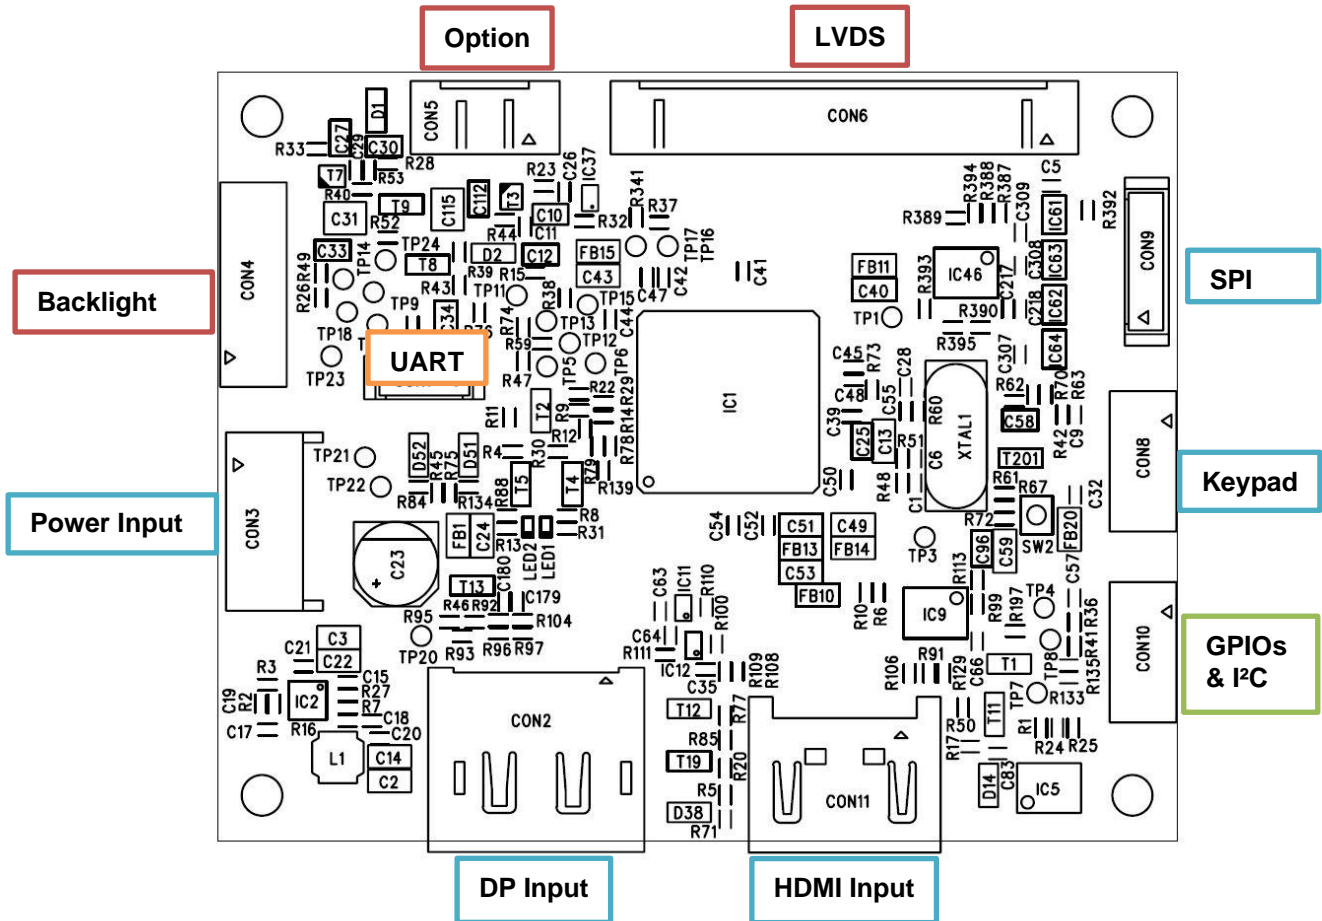 Option
LVDS
CON5
CON6
D1
C27
C29
C30
R33
R28
T7
R53
R40
T9
C31
R52
C115
C112
T3
R23
C26
IC37
C10
R44
C11
R32
R341
R37
C33
TP14
TP24
T8
D2
R39
C12
R15
FB15
C43
TP17
TP16
C47
C42
C41
R389
R394
R388
R387
C309
C5
IC61
R392
CON9
SPI
FB11
C40
R393
IC46
C217
C308
IC63
C218
IC62
IC64
TP1
R390
R395
C307
Backlight
CON4
R49
R26
TP18
TP9
R43
C34
TP11
R76
R74
R38
TP15
TP13
C44
R59
TP12
TP6
TP5
R47
TP23
UART
IC1
C45
R73
C48
C28
C39
C55
R60
C25
C13
R51
C6
XTAL1
R48
C50
C1
R62
R70
R63
C58
R42
C9
T201
R61
R67
R72
SW2
C32
FB20
CON8
Keypad
R11
T2
R9
R22
R29
R14
R12
R78
R4
R30
R79
R139
T5
T4
D52
D51
R45
R75
R84
R134
R88
R8
R31
R13
LED2
LED1
TP21
TP22
CON3
Power Input
FB1
C24
C23
+
T13
C180
C179
R46
R92
R95
R104
R93
R96
R97
TP20
C54
C52
C51
FB13
C53
FB10
C49
FB14
TP3
C96
C59
R113
C57
R10
R6
IC9
R99
R197
TP4
R36
R41
TP8
T1
C66
R135
R133
TP7
CON10
GPIOs
& I²C
C63
IC11
R110
R100
C64
R111
IC12
C35
R109
R108
R106
R91
R129
C3
C22
C21
R3
C19
R2
IC2
C17
R16
C15
R27
R7
C18
C20
L1
C14
C2
CON2
T12
R77
R85
T19
R20
R5
D38
R71
CON11
R50
R17
T11
R1
R24
R25
D14
C83
IC5
DP Input
HDMI Input